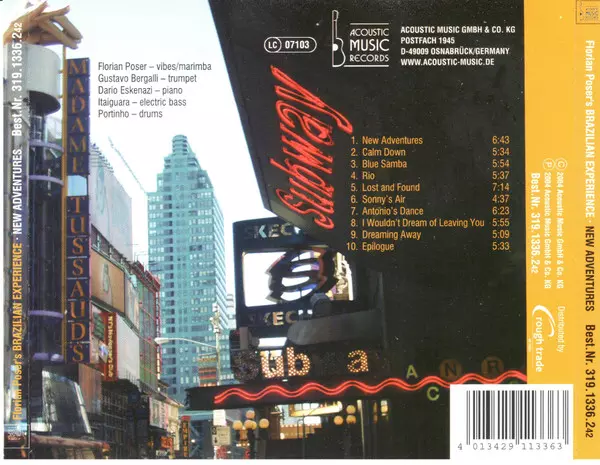 Florian Poser's BRAZILIAN EXPERIENCE · NEW ADVENTURES Best.Nr. 319.1336.242
Florian Poser – vibes/marimba
Gustavo Bergalli – trumpet
Dario Eskenazi – piano
Itaiguara – electric bass
Portinho – drums
LC 07103
ACOUSTIC
MUSIC
RECORDS
ACOUSTIC MUSIC GMBH & CO. KG
POSTFACH 1945
D-49009 OSNABRÜCK/GERMANY
WWW.ACOUSTIC-MUSIC.DE
MADAME TUSSAUD'S
Subway
1. New Adventures 6:43
2. Calm Down 5:34
3. Blue Samba 5:54
4. Rio 5:37
5. Lost and Found 7:14
6. Sonny's Air 4:37
7. Antonio's Dance 6:23
8. I Wouldn't Dream of Leaving You 5:55
9. Dreaming Away 5:09
10. Epilogue 5:33
SKECH
SKECHE
Sub a
A N R
A C
Florian Poser's BRAZILIAN EXPERIENCE · NEW ADVENTURES Best.Nr. 319.1336.242
© 2004 Acoustic Music GmbH & Co. KG
℗ 2004 Acoustic Music GmbH & Co. KG
Best.Nr. 319.1336.242
Distributed by
rough trade
4 013429 113363